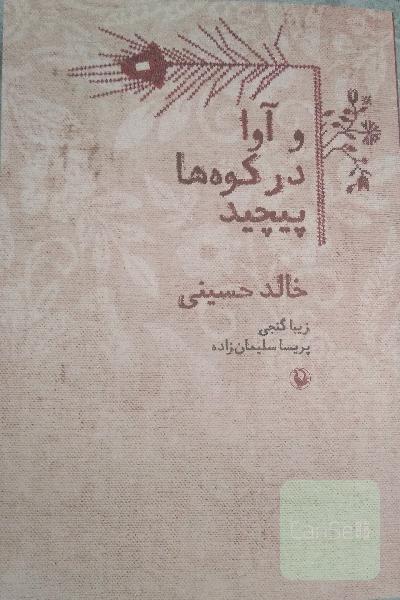 و آوا
در کوه‌ها
پیچید
خالد حسینی
زیبا گنجی
پریسا سلیمان‌زاده